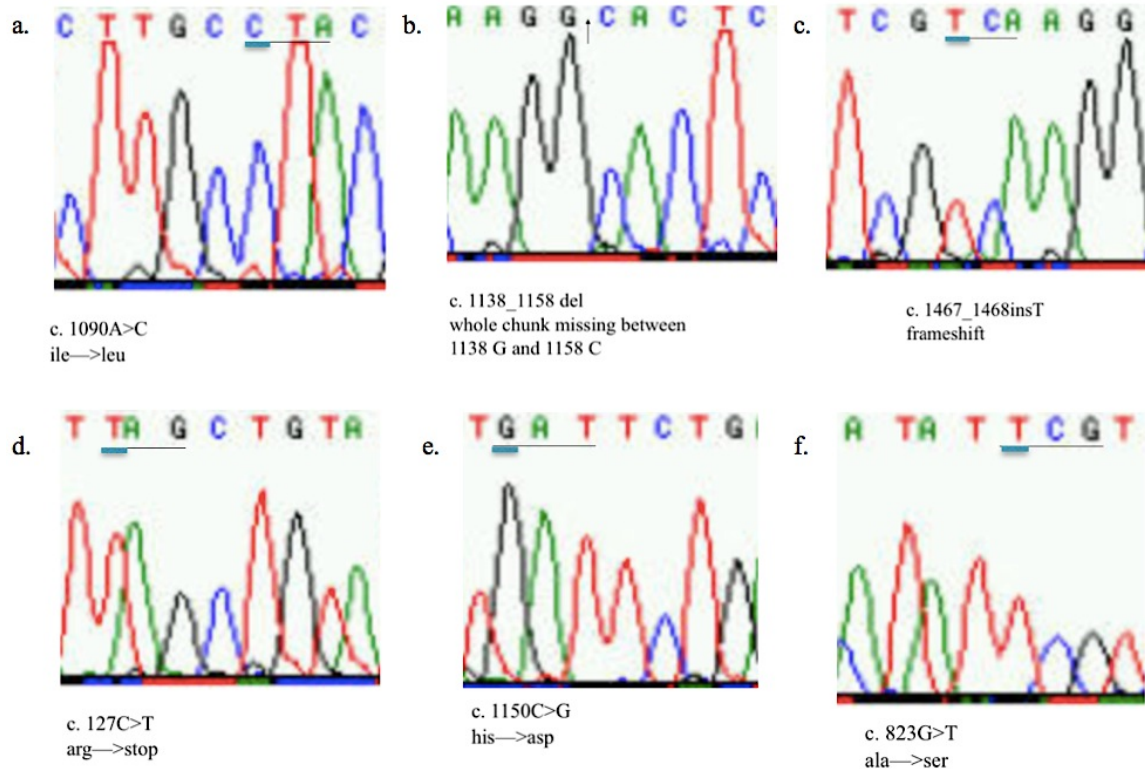 a.
C T T G C C T A C
c. 1090A>C
ile—>leu
b.
A A G G C A C T C
c. 1138_1158 del
whole chunk missing between
1138 G and 1158 C
c.
T C G T C A A G G
c. 1467_1468insT
frameshift
d.
T T A G C T G T A
c. 127C>T
arg—>stop
e.
T G A T T C T G
c. 1150C>G
his—>asp
f.
A T A T T C G T
c. 823G>T
ala—>ser